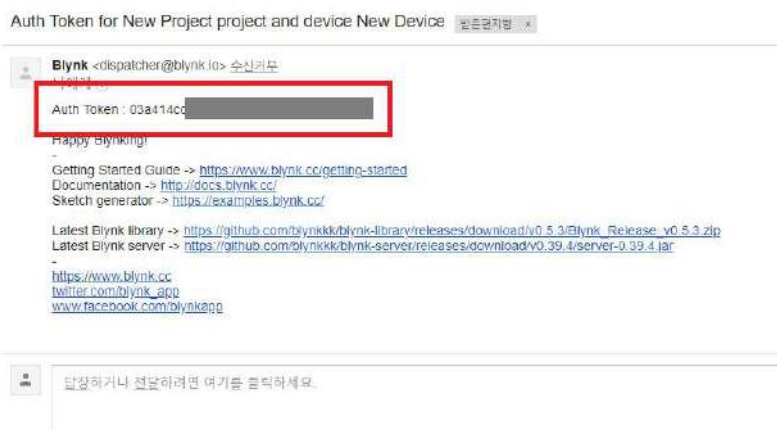 Auth Token for New Project project and device New Device 받은편지함 ×
Blynk <dispatcher@blynk.io> 수신거부
나에게
Auth Token : 03a414cc
Happy Blynking!
-
Getting Started Guide -> https://www.blynk.cc/getting-started
Documentation -> http://docs.blynk.cc/
Sketch generator -> https://examples.blynk.cc/
Latest Blynk library -> https://github.com/blynkkk/blynk-library/releases/download/v0.5.3/Blynk_Release_v0.5.3.zip
Latest Blynk server -> https://github.com/blynkkk/blynk-server/releases/download/v0.39.4/server-0.39.4.jar
-
https://www.blynk.cc
twitter.com/blynk_app
www.facebook.com/blynkapp
답장하거나 전달하려면 여기를 클릭하세요.